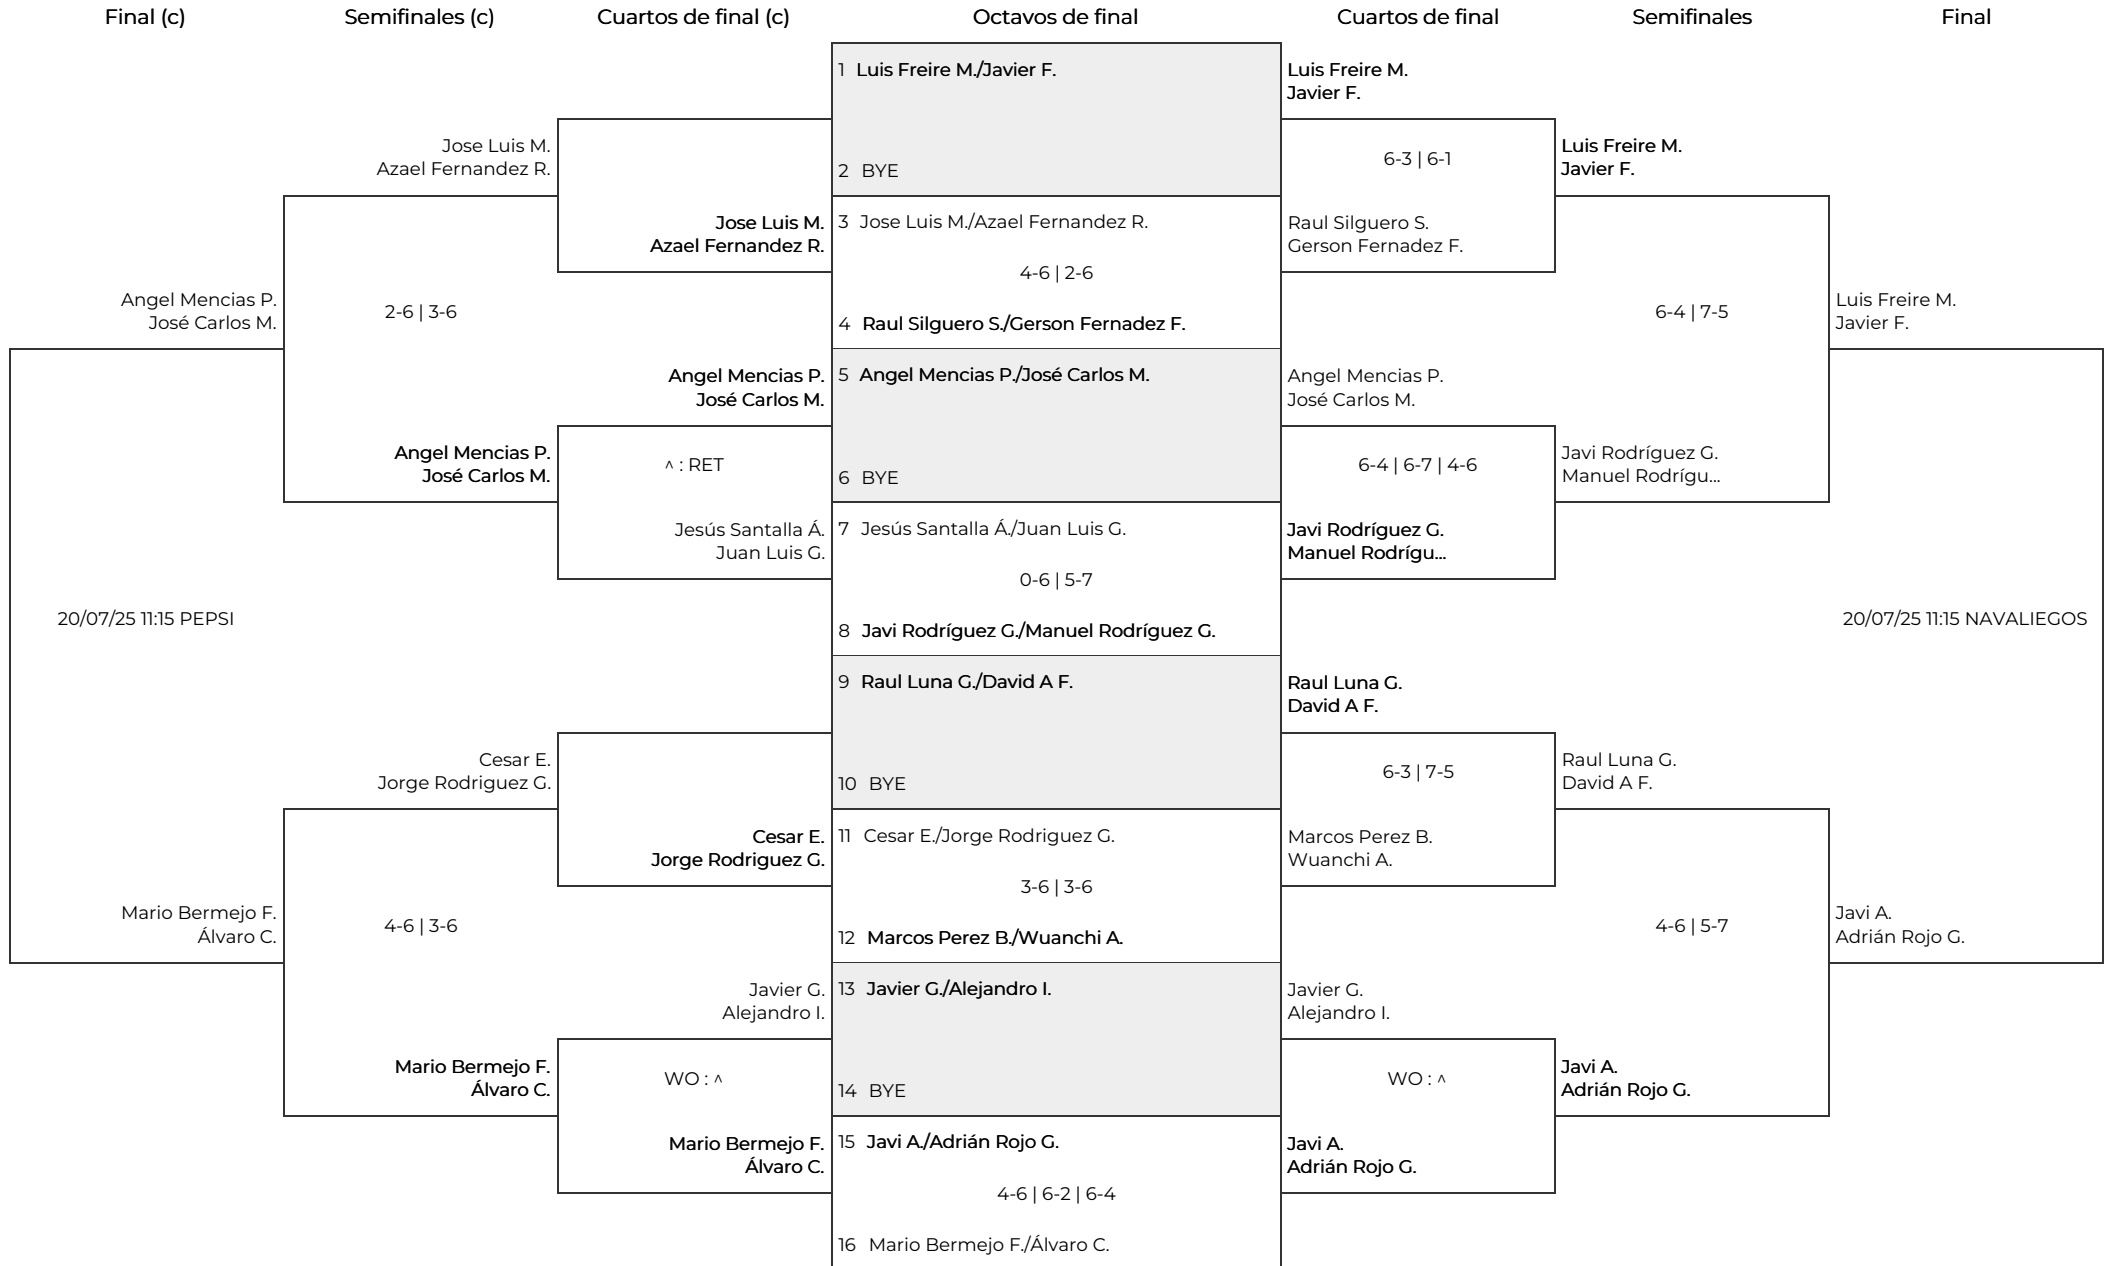 Final (c)
Semifinales (c)
Cuartos de final (c)
Octavos de final
Cuartos de final
Semifinales
Final
Angel Mencias P.
José Carlos M.
20/07/25 11:15 PEPSI
Mario Bermejo F.
Álvaro C.
Jose Luis M.
Azael Fernandez R.
2-6 | 3-6
Angel Mencias P.
José Carlos M.
Cesar E.
Jorge Rodriguez G.
4-6 | 3-6
Mario Bermejo F.
Álvaro C.
Jose Luis M.
Azael Fernandez R.
Angel Mencias P.
José Carlos M.
^ : RET
Jesús Santalla Á.
Juan Luis G.
Cesar E.
Jorge Rodriguez G.
Javier G.
Alejandro I.
WO : ^
Mario Bermejo F.
Álvaro C.
1 Luis Freire M./Javier F.
2 BYE
3 Jose Luis M./Azael Fernandez R.
4-6 | 2-6
4 Raul Silguero S./Gerson Fernadez F.
5 Angel Mencias P./José Carlos M.
6 BYE
7 Jesús Santalla Á./Juan Luis G.
0-6 | 5-7
8 Javi Rodríguez G./Manuel Rodríguez G.
9 Raul Luna G./David A F.
10 BYE
11 Cesar E./Jorge Rodriguez G.
3-6 | 3-6
12 Marcos Perez B./Wuanchi A.
13 Javier G./Alejandro I.
14 BYE
15 Javi A./Adrián Rojo G.
4-6 | 6-2 | 6-4
16 Mario Bermejo F./Álvaro C.
Luis Freire M.
Javier F.
6-3 | 6-1
Raul Silguero S.
Gerson Fernadez F.
Angel Mencias P.
José Carlos M.
6-4 | 6-7 | 4-6
Javi Rodríguez G.
Manuel Rodrígu...
Raul Luna G.
David A F.
6-3 | 7-5
Marcos Perez B.
Wuanchi A.
Javier G.
Alejandro I.
WO : ^
Javi A.
Adrián Rojo G.
Luis Freire M.
Javier F.
6-4 | 7-5
Javi Rodríguez G.
Manuel Rodrígu...
Raul Luna G.
David A F.
4-6 | 5-7
Javi A.
Adrián Rojo G.
Luis Freire M.
Javier F.
20/07/25 11:15 NAVALIEGOS
Javi A.
Adrián Rojo G.